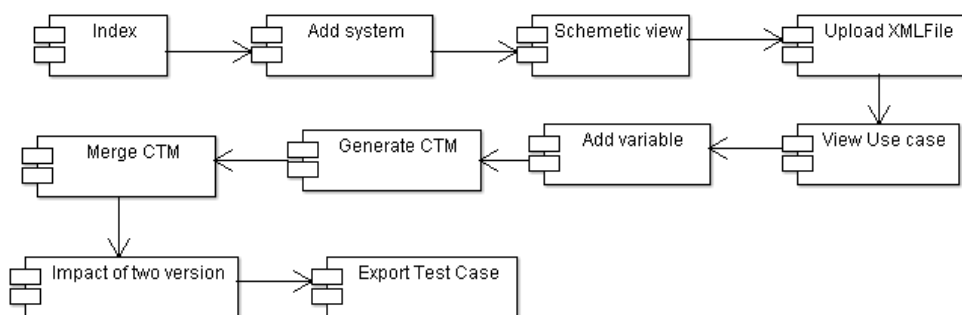 Index
Add system
Schemetic view
Upload XMLFile
Merge CTM
Generate CTM
Add variable
View Use case
Impact of two version
Export Test Case